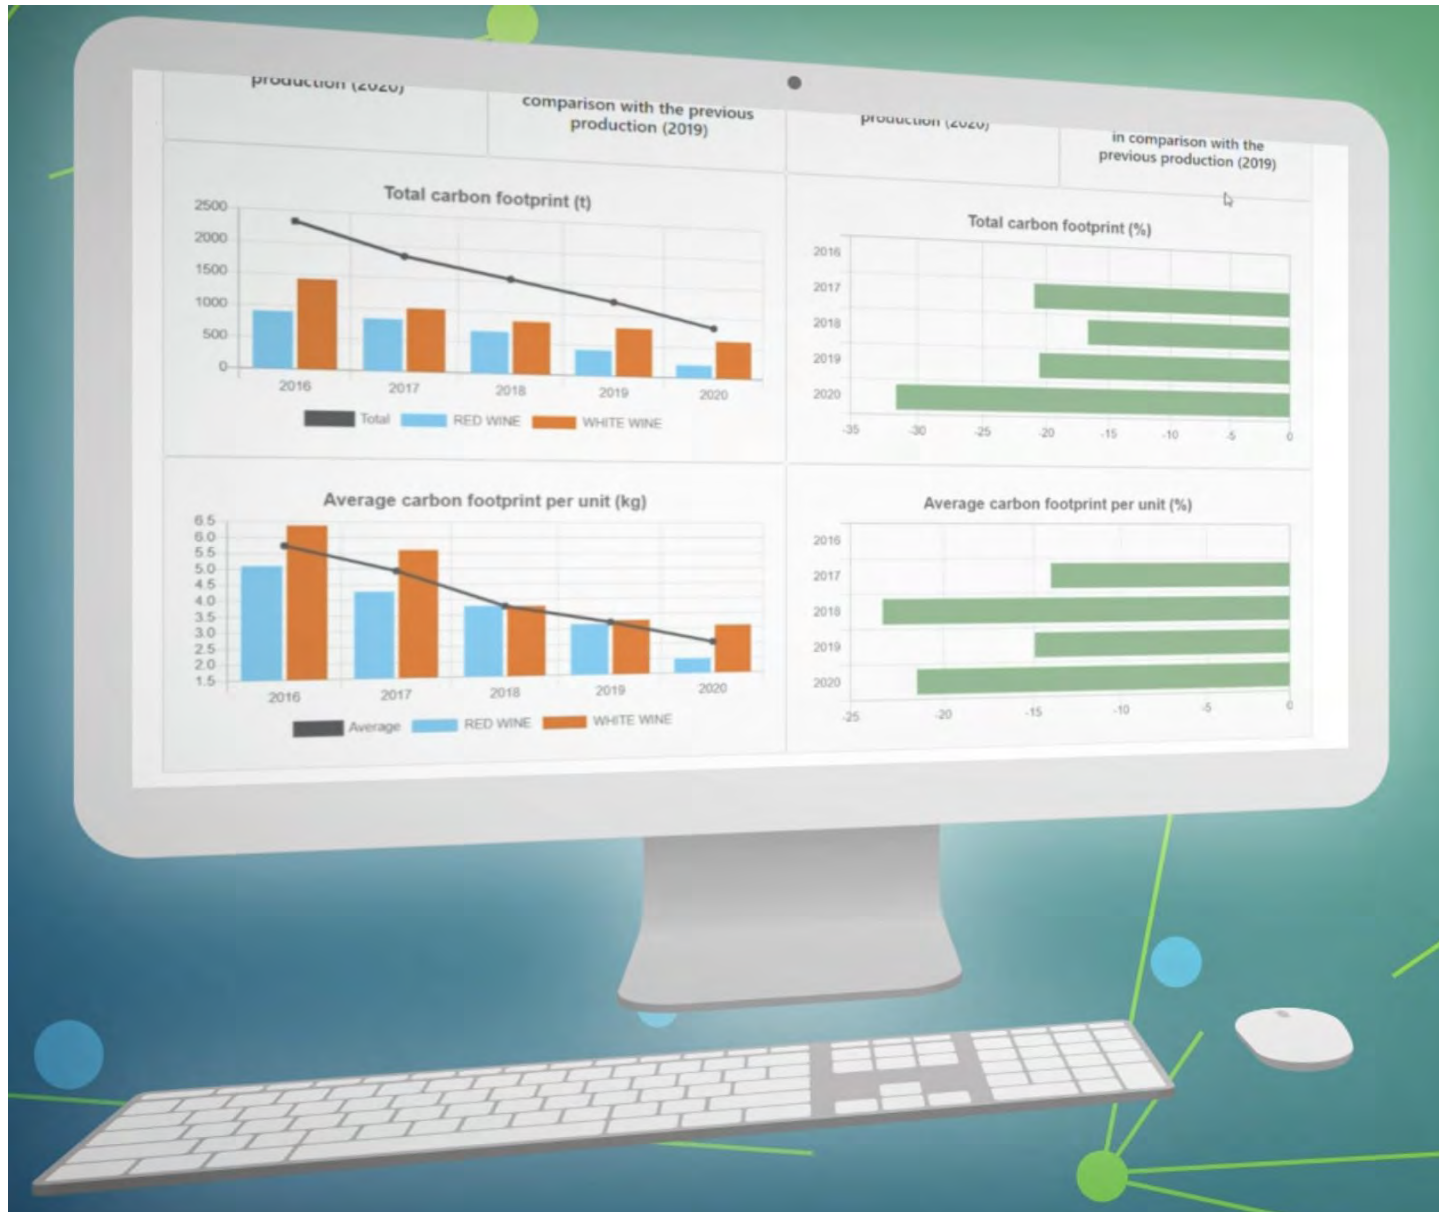 production (2020)
comparison with the previous
production (2019)
production (2020)
in comparison with the
previous production (2019)
Total carbon footprint (t)
2500
2000
1500
1000
500
0
2016 2017 2018 2019 2020
Total RED WINE WHITE WINE
Total carbon footprint (%)
2016
2017
2018
2019
2020
-35 -30 -25 -20 -15 -10 -5 0
Average carbon footprint per unit (kg)
6.5
6.0
5.5
5.0
4.5
4.0
3.5
3.0
2.5
2.0
1.5
2016 2017 2018 2019 2020
Average RED WINE WHITE WINE
Average carbon footprint per unit (%)
2016
2017
2018
2019
2020
-25 -20 -15 -10 -5 0